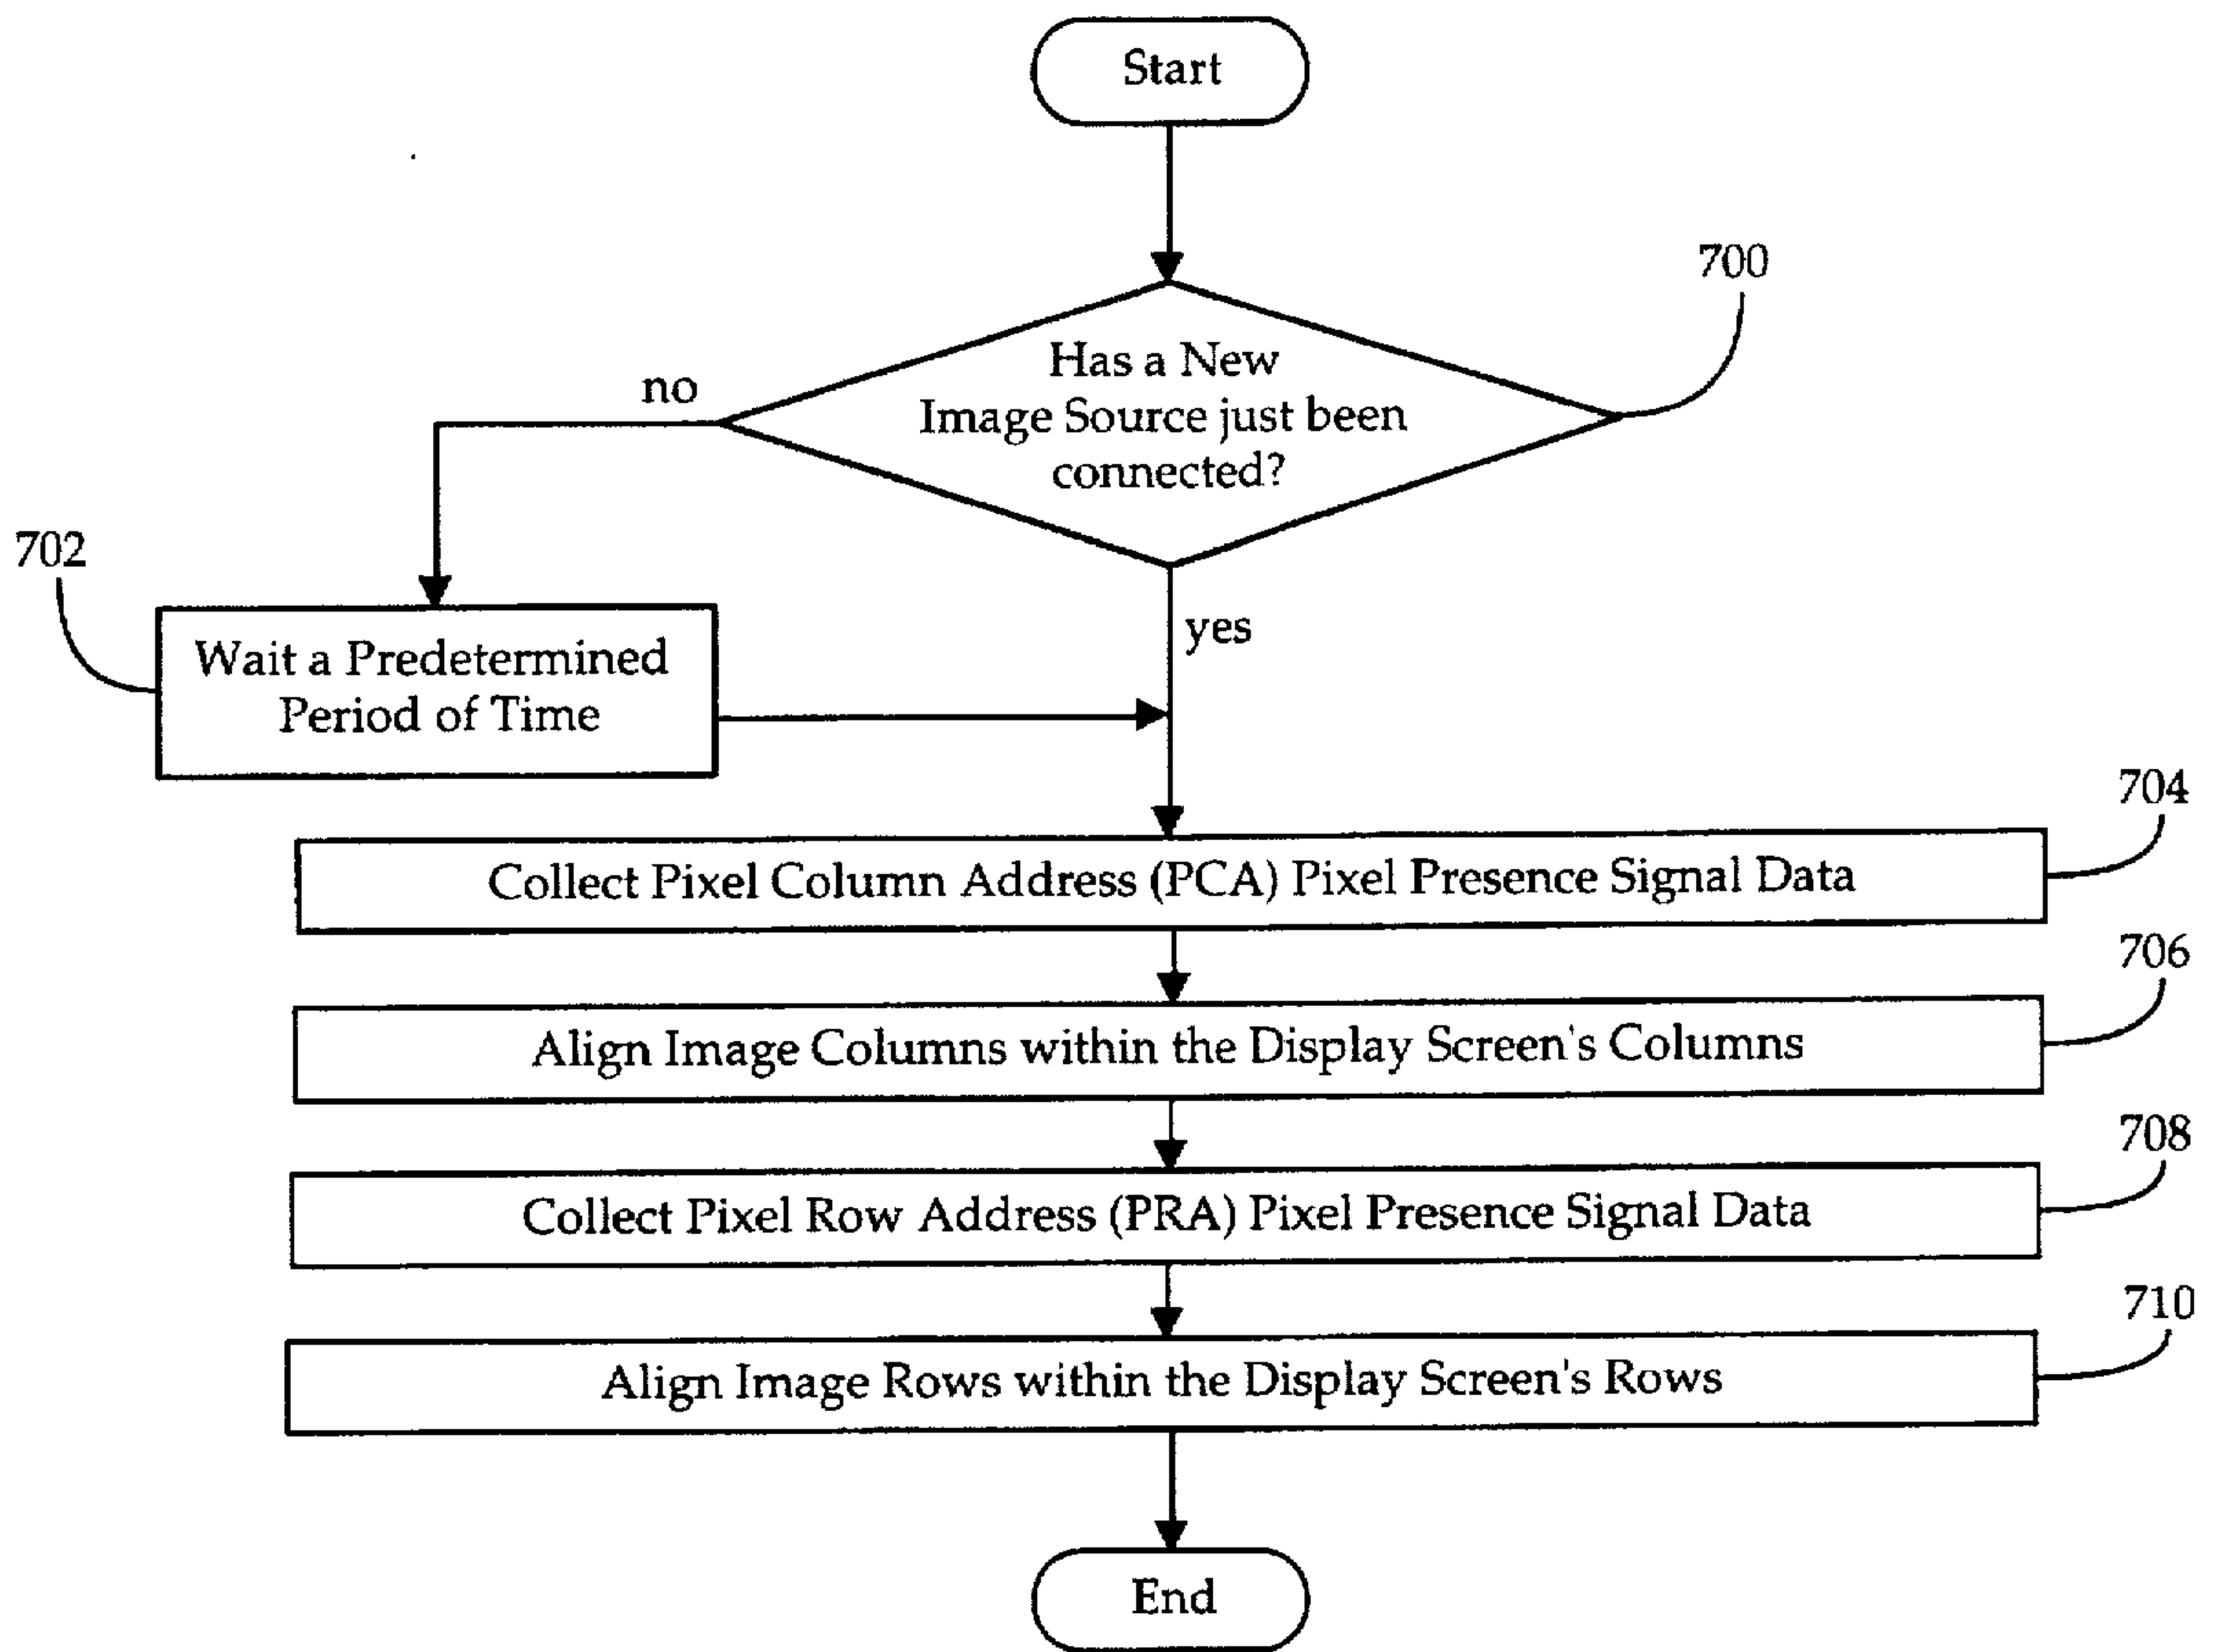 Start
700
Has a New
Image Source just been
connected?
no
702
Wait a Predetermined
Period of Time
yes
704
Collect Pixel Column Address (PCA) Pixel Presence Signal Data
706
Align Image Columns within the Display Screen's Columns
708
Collect Pixel Row Address (PRA) Pixel Presence Signal Data
710
Align Image Rows within the Display Screen's Rows
End